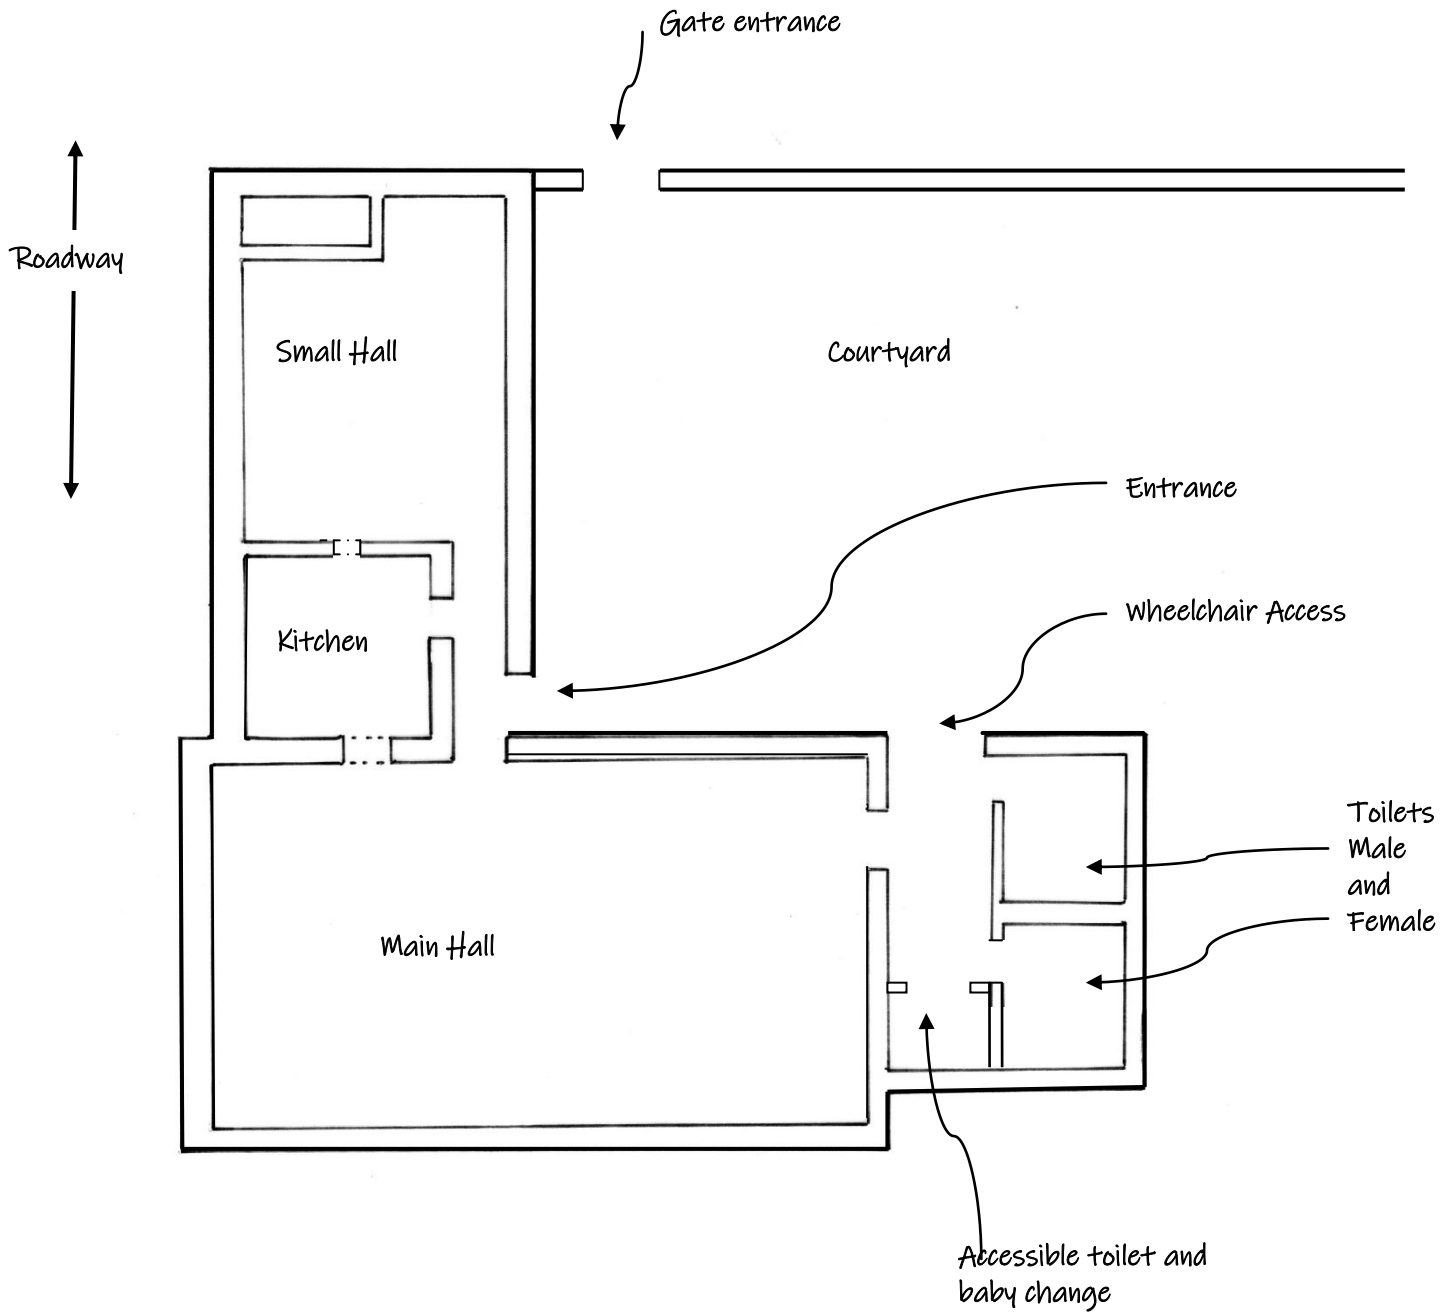 Gate entrance
Roadway
Small Hall
Courtyard
Entrance
Wheelchair Access
Kitchen
Toilets
Male
and
Female
Main Hall
Accessible toilet and
baby change